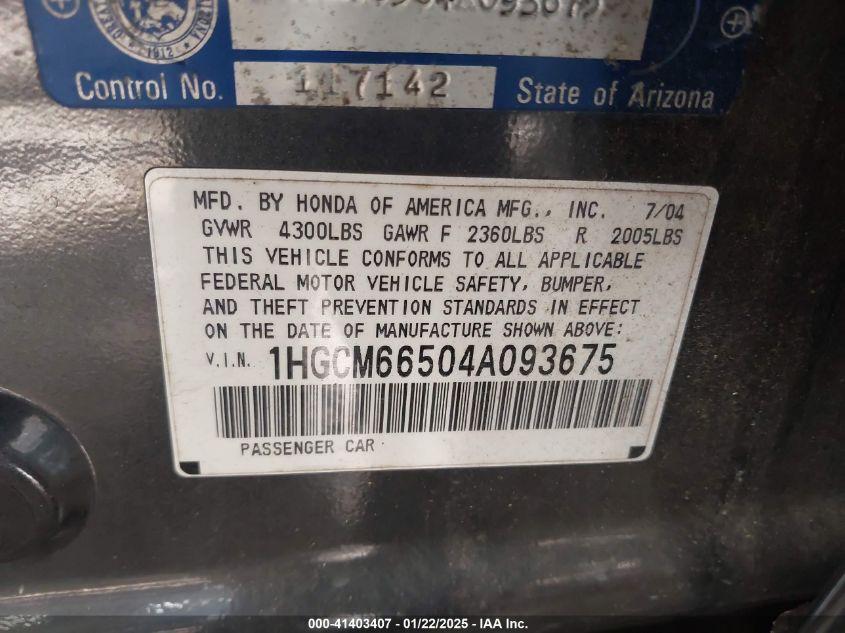 1912
Control No. 117142 State of Arizona
MFD. BY HONDA OF AMERICA MFG., INC. 7/04
GVWR 4300LBS GAWR F 2360LBS R 2005LBS
THIS VEHICLE CONFORMS TO ALL APPLICABLE
FEDERAL MOTOR VEHICLE SAFETY, BUMPER,
AND THEFT PREVENTION STANDARDS IN EFFECT
ON THE DATE OF MANUFACTURE SHOWN ABOVE:
V.I.N. 1HGCM66504A093675
PASSENGER CAR
000-41403407 - 01/22/2025 - IAA Inc.